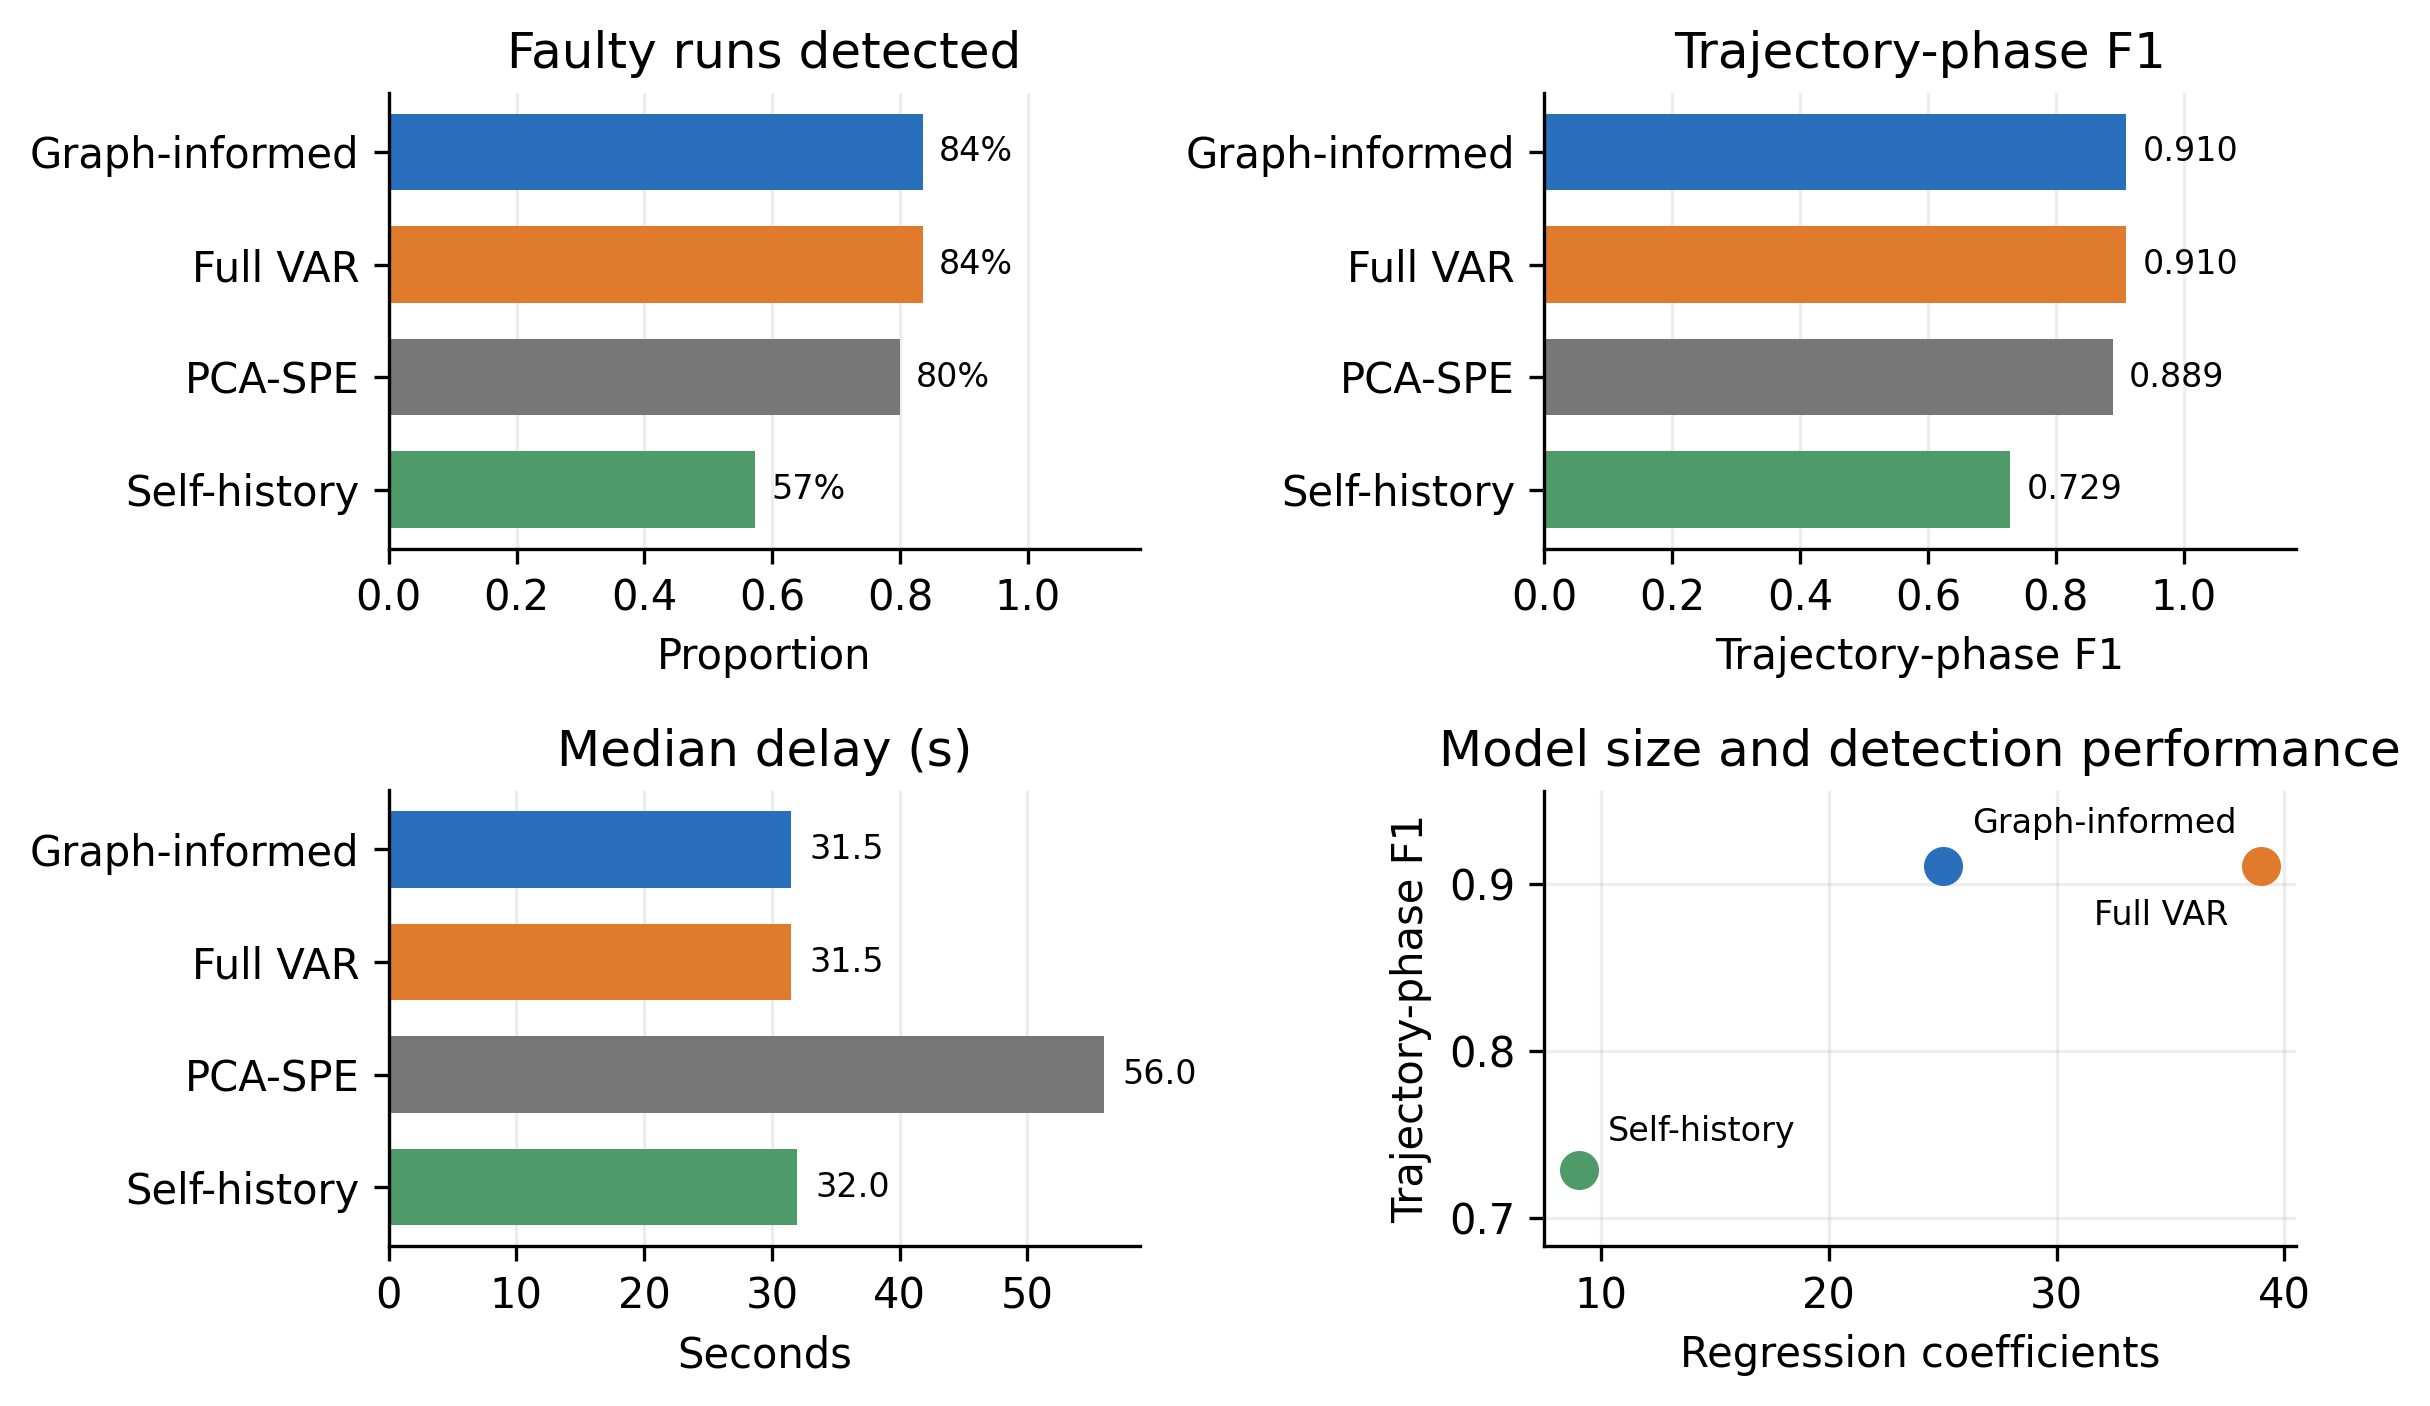 Faulty runs detected
Graph-informed
84%
Full VAR
84%
PCA-SPE
80%
Self-history
57%
0.0 0.2 0.4 0.6 0.8 1.0
Proportion
Trajectory-phase F1
Graph-informed
0.910
Full VAR
0.910
PCA-SPE
0.889
Self-history
0.729
0.0 0.2 0.4 0.6 0.8 1.0
Trajectory-phase F1
Median delay (s)
Graph-informed
31.5
Full VAR
31.5
PCA-SPE
56.0
Self-history
32.0
0 10 20 30 40 50
Seconds
Model size and detection performance
Trajectory-phase F1
0.9
0.8
0.7
Graph-informed
Full VAR
Self-history
10 20 30 40
Regression coefficients